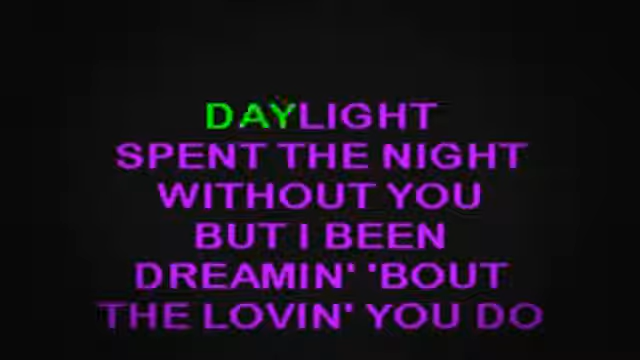 DAYLIGHT
SPENT THE NIGHT
WITHOUT YOU
BUT I BEEN
DREAMIN' 'BOUT
THE LOVIN' YOU DO